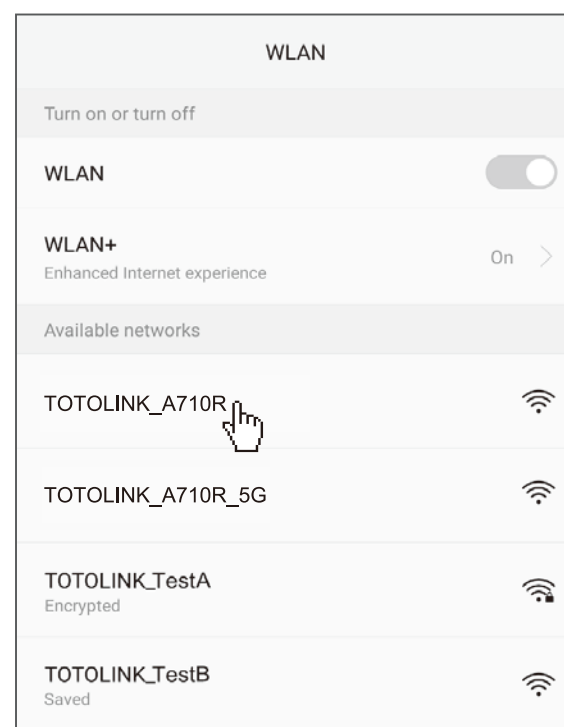 WLAN
Turn on or turn off
WLAN
WLAN+
Enhanced Internet experience
On
Available networks
TOTOLINK_A710R
TOTOLINK_A710R_5G
TOTOLINK_TestA
Encrypted
TOTOLINK_TestB
Saved